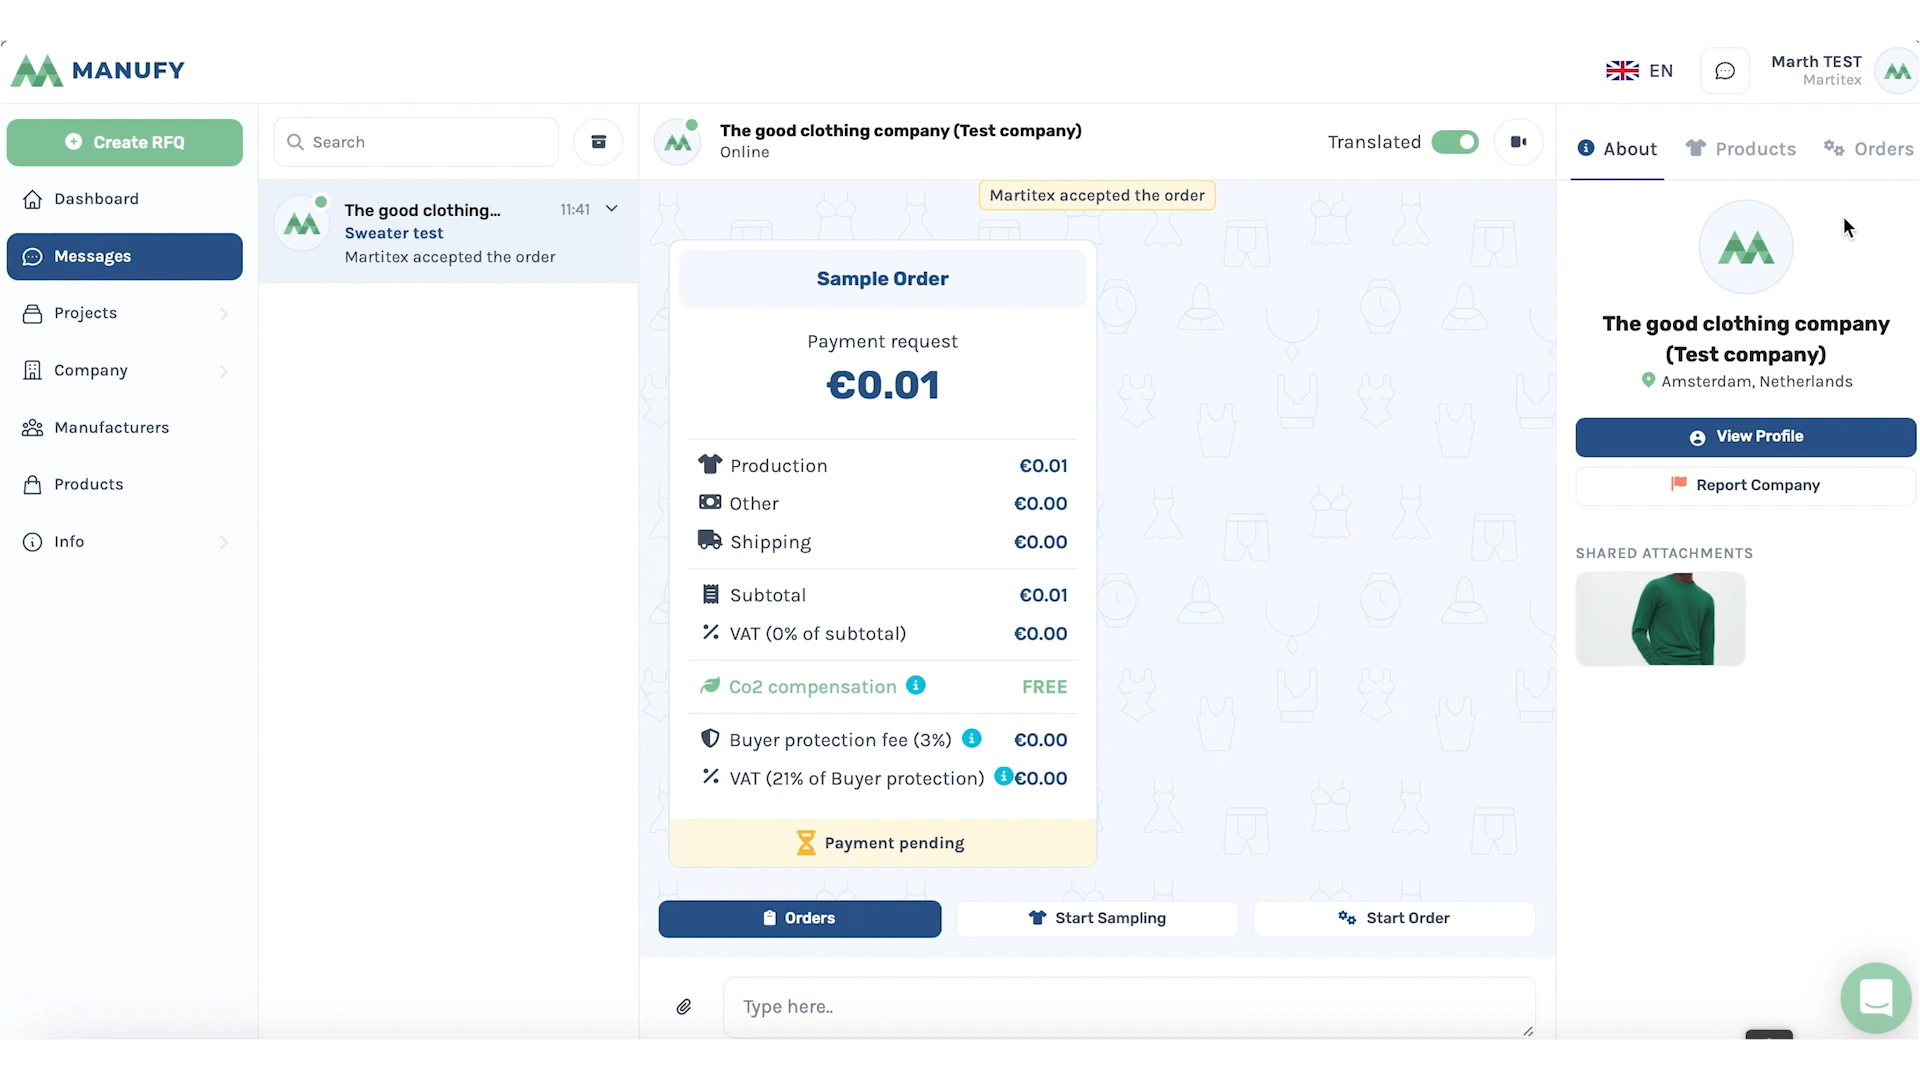 MANUFY
EN
Marth TEST
Martitex
Create RFQ
Dashboard
Messages
Projects
Company
Manufacturers
Products
Info
Search
The good clothing...
11:41
Sweater test
Martitex accepted the order
The good clothing company (Test company)
Online
Translated
Martitex accepted the order
Sample Order
Payment request
€0.01
Production €0.01
Other €0.00
Shipping €0.00
Subtotal €0.01
VAT (0% of subtotal) €0.00
Co2 compensation FREE
Buyer protection fee (3%) €0.00
VAT (21% of Buyer protection) €0.00
Payment pending
Orders
Start Sampling
Start Order
Type here..
About
Products
Orders
The good clothing company
(Test company)
Amsterdam, Netherlands
View Profile
Report Company
SHARED ATTACHMENTS